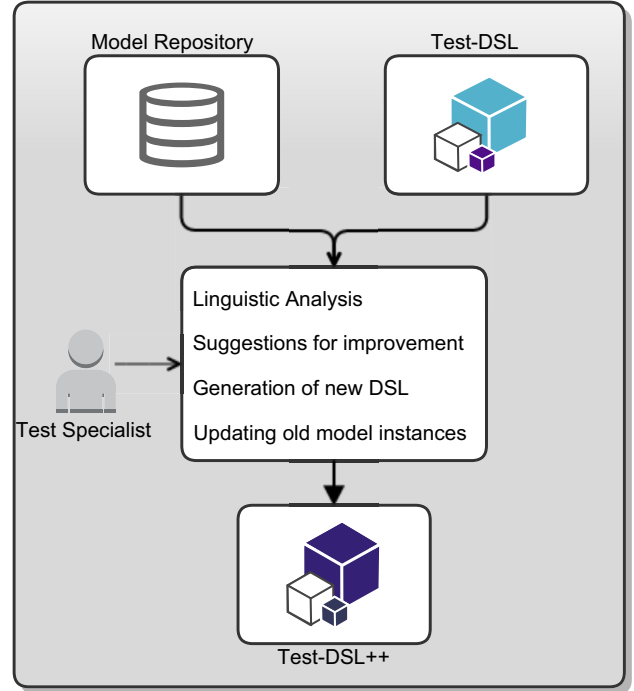 Model Repository
Test-DSL
Linguistic Analysis
Suggestions for improvement
Generation of new DSL
Updating old model instances
Test Specialist
Test-DSL++